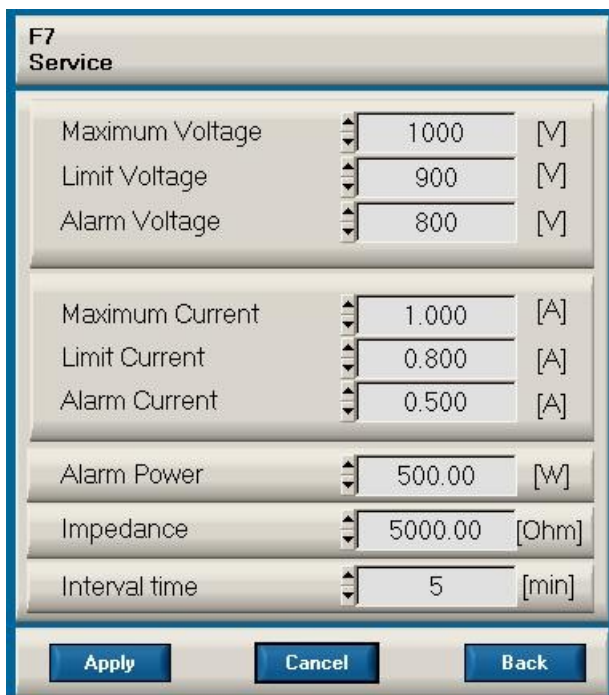 F7
Service
Maximum Voltage 1000 [V]
Limit Voltage 900 [V]
Alarm Voltage 800 [V]
Maximum Current 1.000 [A]
Limit Current 0.800 [A]
Alarm Current 0.500 [A]
Alarm Power 500.00 [W]
Impedance 5000.00 [Ohm]
Interval time 5 [min]
Apply Cancel Back